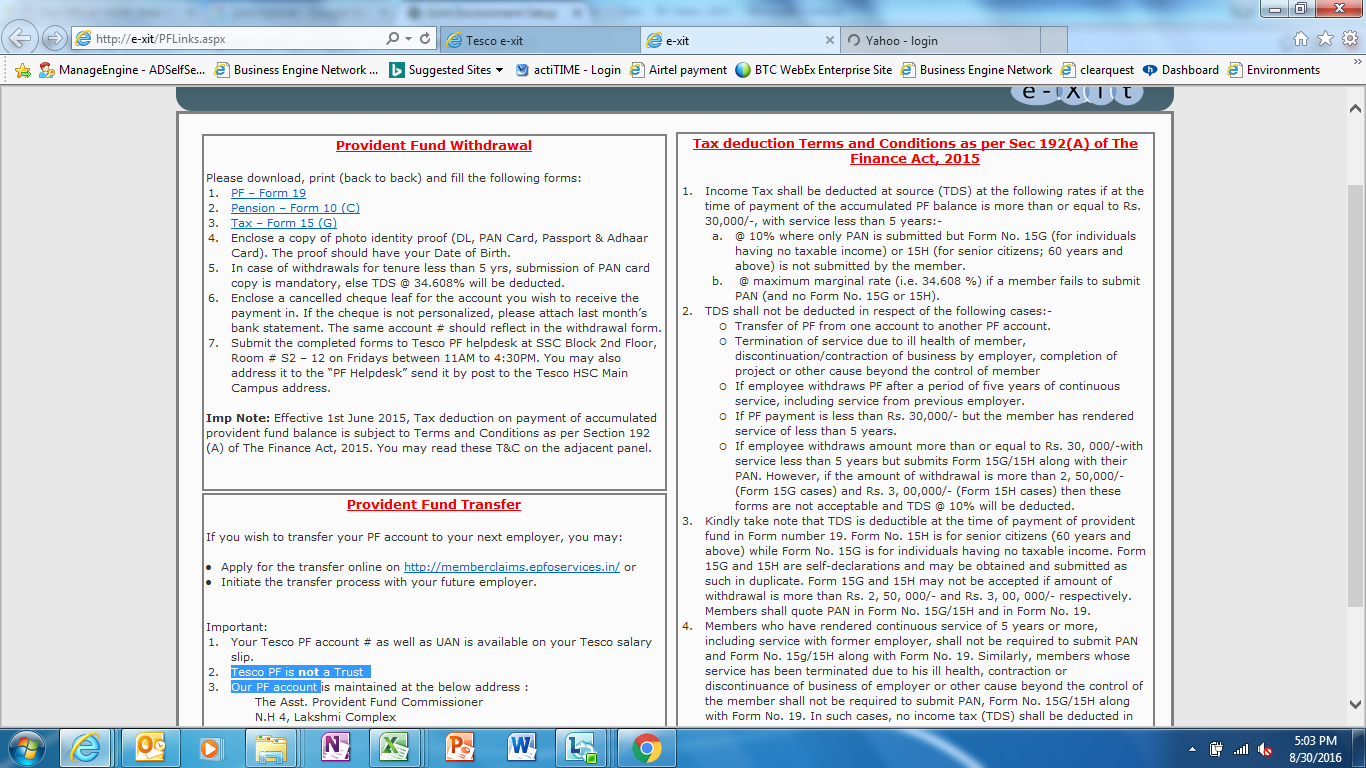 http://e-xit/PFLinks.aspx
Tesco e-xit
e-xit
Yahoo - login
ManageEngine - ADSelfSe...
Business Engine Network ...
Suggested Sites
actiTIME - Login
Airtel payment
BTC WebEx Enterprise Site
Business Engine Network
clearquest
Dashboard
Environments
e - X i t
Provident Fund Withdrawal
Please download, print (back to back) and fill the following forms:
1. PF – Form 19
2. Pension – Form 10 (C)
3. Tax – Form 15 (G)
4. Enclose a copy of photo identity proof (DL, PAN Card, Passport & Adhaar
Card). The proof should have your Date of Birth.
5. In case of withdrawals for tenure less than 5 yrs, submission of PAN card
copy is mandatory, else TDS @ 34.608% will be deducted.
6. Enclose a cancelled cheque leaf for the account you wish to receive the
payment in. If the cheque is not personalized, please attach last month's
bank statement. The same account # should reflect in the withdrawal form.
7. Submit the completed forms to Tesco PF helpdesk at SSC Block 2nd Floor,
Room # S2 – 12 on Fridays between 11AM to 4:30PM. You may also
address it to the “PF Helpdesk” send it by post to the Tesco HSC Main
Campus address.
Imp Note: Effective 1st June 2015, Tax deduction on payment of accumulated
provident fund balance is subject to Terms and Conditions as per Section 192
(A) of The Finance Act, 2015. You may read these T&C on the adjacent panel.
Provident Fund Transfer
If you wish to transfer your PF account to your next employer, you may:
● Apply for the transfer online on http://memberclaims.epfoservices.in/ or
● Initiate the transfer process with your future employer.
Important:
1. Your Tesco PF account # as well as UAN is available on your Tesco salary
slip.
2. Tesco PF is not a Trust
3. Our PF account is maintained at the below address :
The Asst. Provident Fund Commissioner
N.H 4, Lakshmi Complex
Tax deduction Terms and Conditions as per Sec 192(A) of The
Finance Act, 2015
1. Income Tax shall be deducted at source (TDS) at the following rates if at the
time of payment of the accumulated PF balance is more than or equal to Rs.
30,000/-, with service less than 5 years:-
a. @ 10% where only PAN is submitted but Form No. 15G (for individuals
having no taxable income) or 15H (for senior citizens; 60 years and
above) is not submitted by the member.
b. @ maximum marginal rate (i.e. 34.608 %) if a member fails to submit
PAN (and no Form No. 15G or 15H).
2. TDS shall not be deducted in respect of the following cases:-
o Transfer of PF from one account to another PF account.
o Termination of service due to ill health of member,
discontinuation/contraction of business by employer, completion of
project or other cause beyond the control of member
o If employee withdraws PF after a period of five years of continuous
service, including service from previous employer.
o If PF payment is less than Rs. 30,000/- but the member has rendered
service of less than 5 years.
o If employee withdraws amount more than or equal to Rs. 30, 000/-with
service less than 5 years but submits Form 15G/15H along with their
PAN. However, if the amount of withdrawal is more than 2, 50,000/-
(Form 15G cases) and Rs. 3, 00,000/- (Form 15H cases) then these
forms are not acceptable and TDS @ 10% will be deducted.
3. Kindly take note that TDS is deductible at the time of payment of provident
fund in Form number 19. Form No. 15H is for senior citizens (60 years and
above) while Form No. 15G is for individuals having no taxable income. Form
15G and 15H are self-declarations and may be obtained and submitted as
such in duplicate. Form 15G and 15H may not be accepted if amount of
withdrawal is more than Rs. 2, 50, 000/- and Rs. 3, 00, 000/- respectively.
Members shall quote PAN in Form No. 15G/15H and in Form No. 19.
4. Members who have rendered continuous service of 5 years or more,
including service with former employer, shall not be required to submit PAN
and Form No. 15g/15H along with Form No. 19. Similarly, members whose
service has been terminated due to his ill health, contraction or
discontinuance of business of employer or other cause beyond the control of
the member shall not be required to submit PAN, Form No. 15G/15H along
with Form No. 19. In such cases, no income tax (TDS) shall be deducted in
5:03 PM
8/30/2016